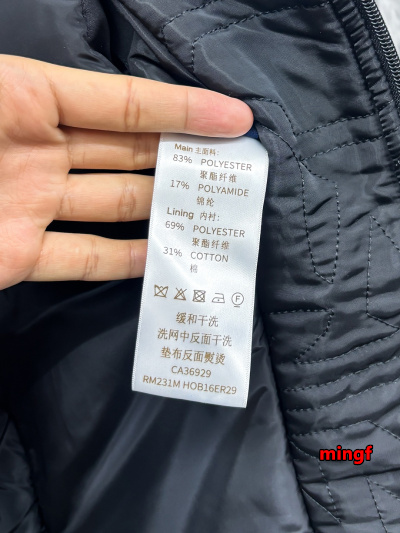 Main 主面料:
83% POLYESTER
聚酯纤维
17% POLYAMIDE
锦纶
Lining 内衬:
69% POLYESTER
聚酯纤维
31% COTTON
棉
F
缓和干洗
洗网中反面干洗
垫布反面熨烫
CA36929
RM231M HOB16ER29
mingf